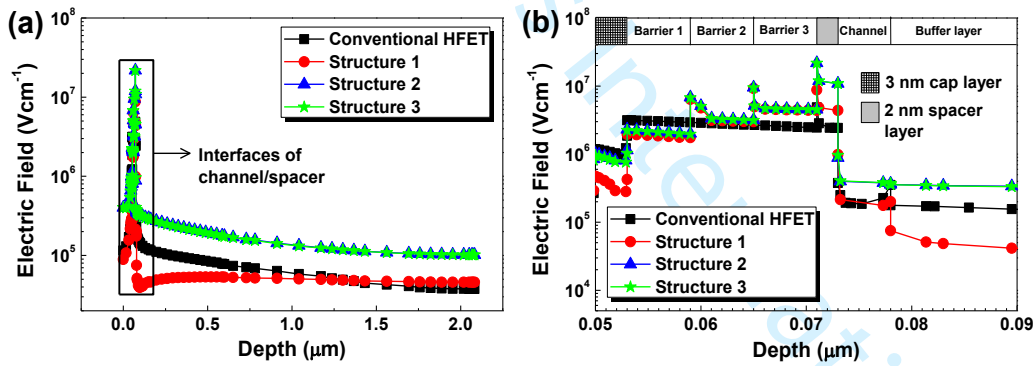 (a)
Electric Field (Vcm-1)
10^8
10^7
10^6
10^5
Conventional HFET
Structure 1
Structure 2
Structure 3
Interfaces of
channel/spacer
0.0 0.5 1.0 1.5 2.0
Depth (μm)
(b)
Electric Field (Vcm-1)
10^8
10^7
10^6
10^5
10^4
Barrier 1 Barrier 2 Barrier 3 Channel Buffer layer
3 nm cap layer
2 nm spacer
layer
Conventional HFET
Structure 1
Structure 2
Structure 3
0.05 0.06 0.07 0.08 0.09
Depth (μm)